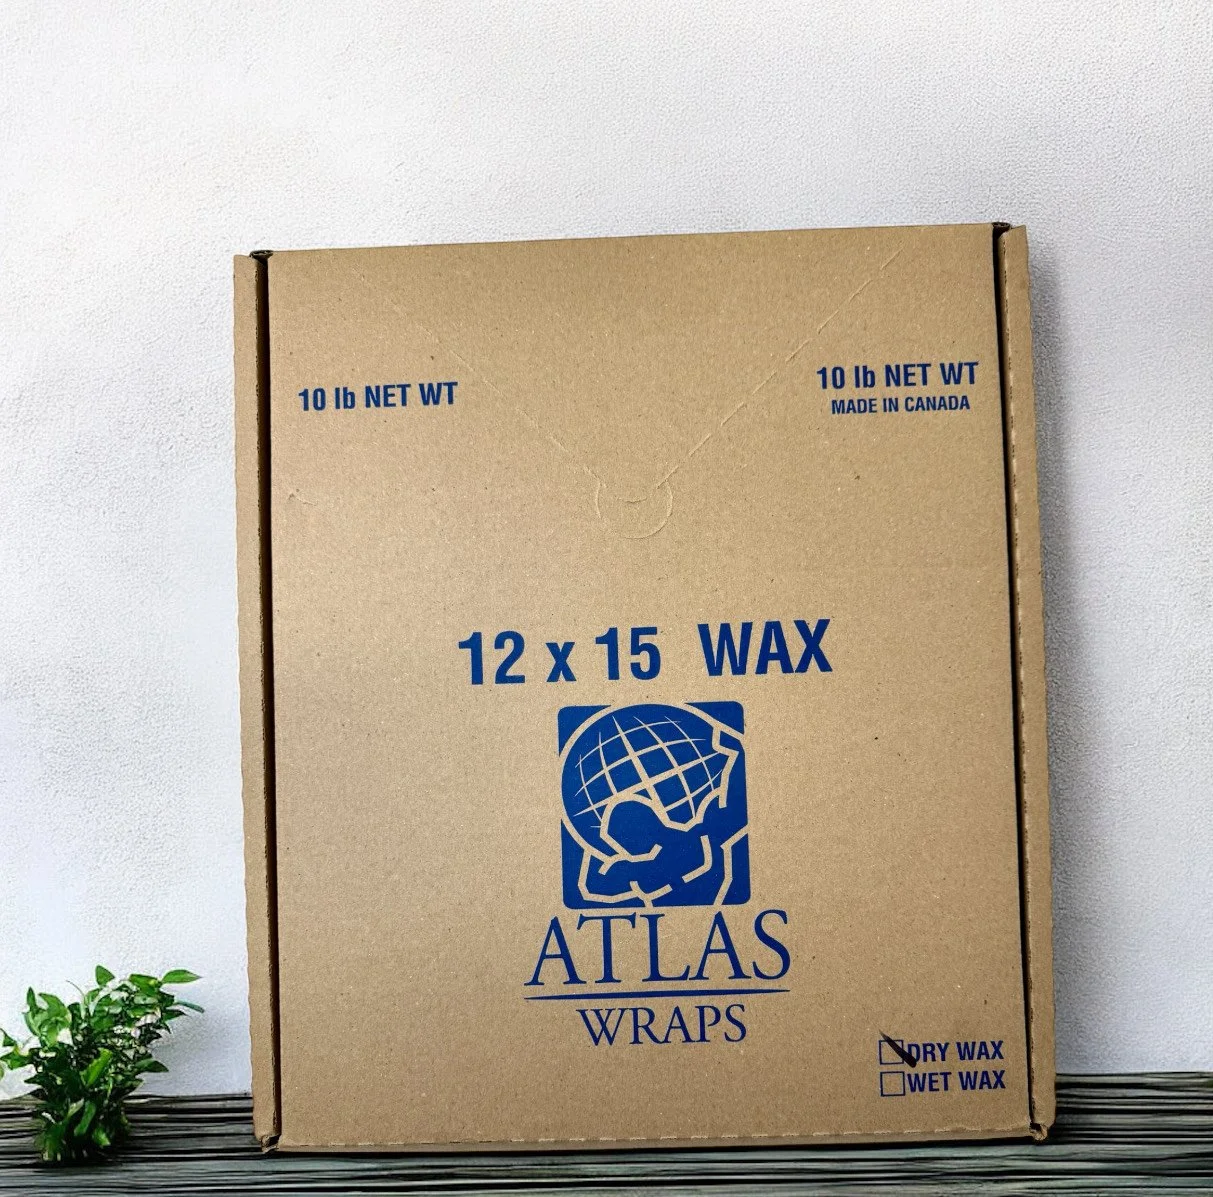 10 lb NET WT
10 lb NET WT
MADE IN CANADA
12 x 15 WAX
ATLAS
WRAPS
DRY WAX
WET WAX